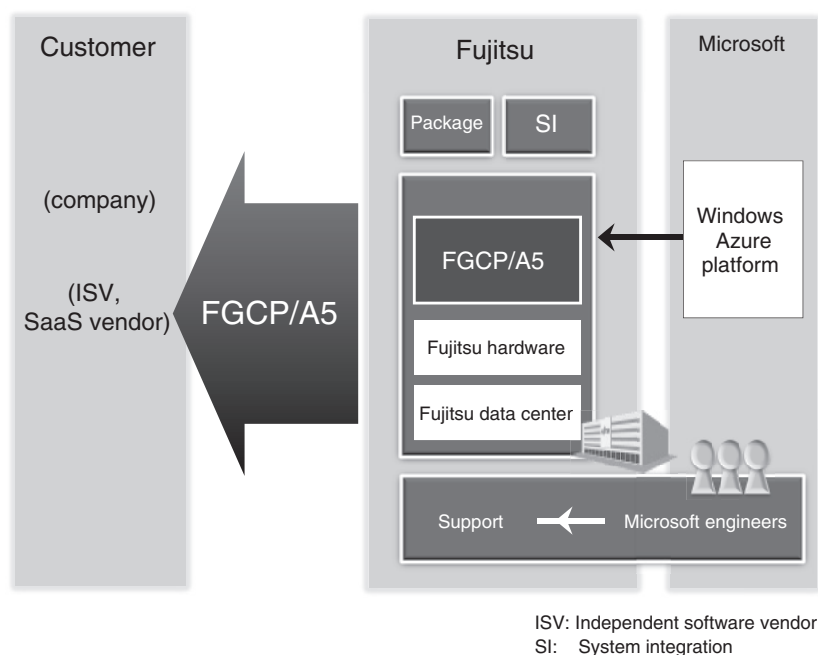 Customer
(company)
(ISV,
SaaS vendor)
FGCP/A5
Fujitsu
Package
SI
FGCP/A5
Fujitsu hardware
Fujitsu data center
Microsoft
Windows
Azure
platform
Support
Microsoft engineers
ISV: Independent software vendor
SI: System integration